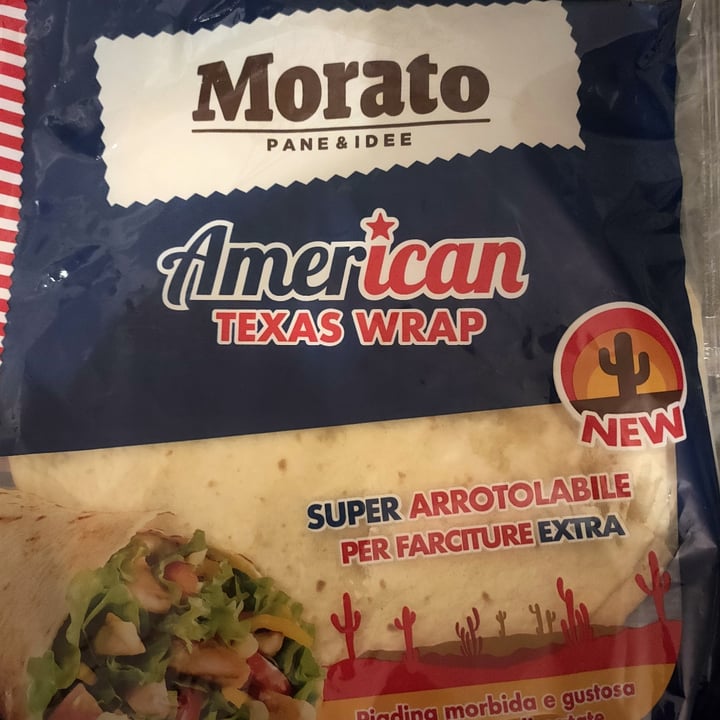 Morato
PANE & IDEE
American
TEXAS WRAP
NEW
SUPER ARROTOLABILE
PER FARCITURE EXTRA
Piadina morbida e gustosa